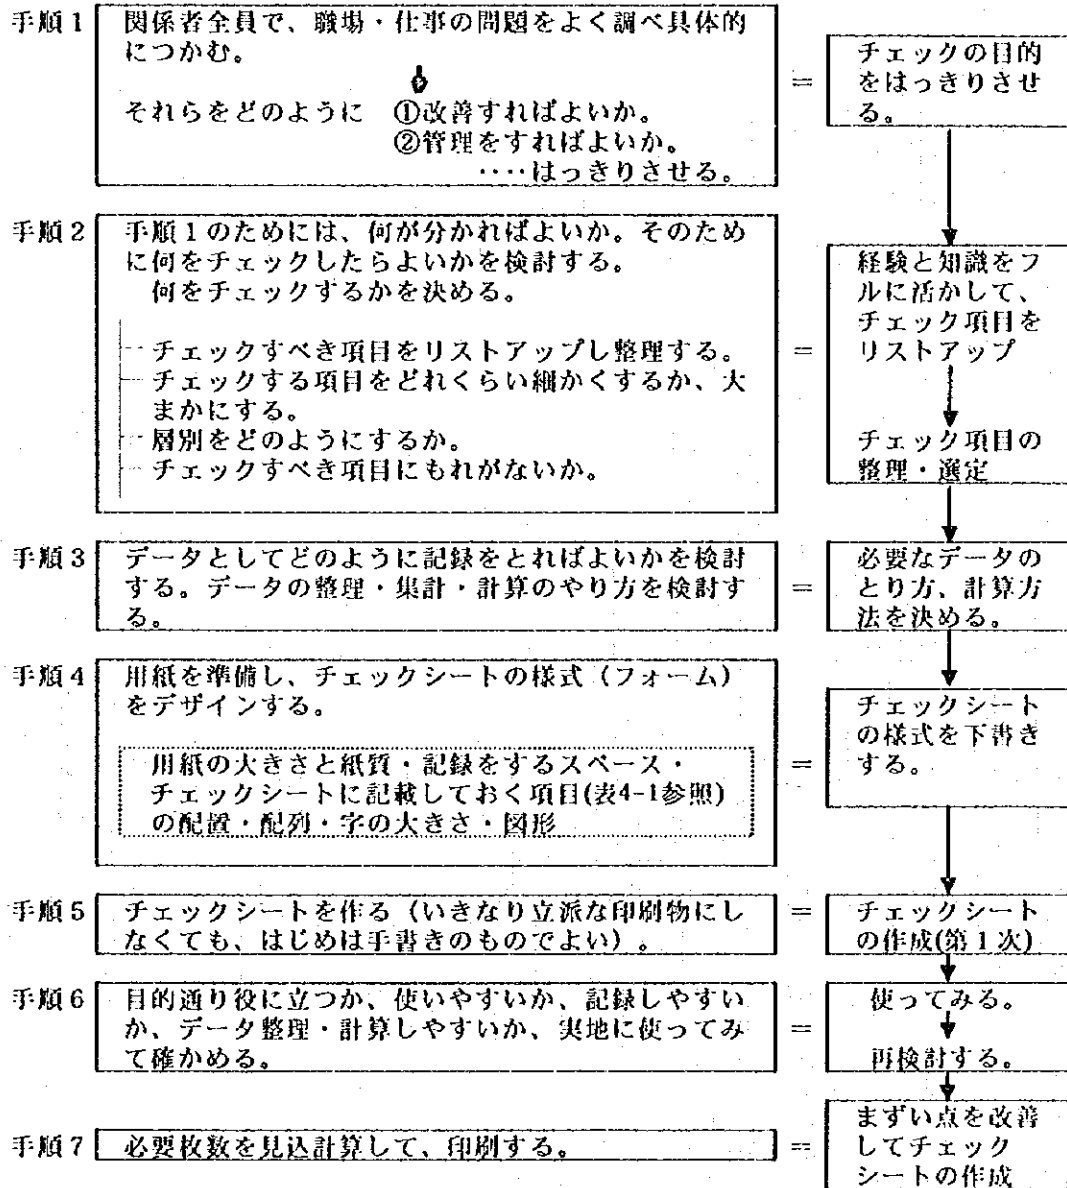 手順1 関係者全員で、職場・仕事の問題をよく調べ具体的
につかむ。
それらをどのように ①改善すればよいか。
②管理をすればよいか。
‥‥はっきりさせる。
=
チェックの目的
をはっきりさせ
る。
手順2 手順1のためには、何が分かればよいか。そのため
に何をチェックしたらよいかを検討する。
何をチェックするかを決める。
チェックすべき項目をリストアップし整理する。
チェックする項目をどれくらい細かくするか、大
まかにする。
層別をどのようにするか。
チェックすべき項目にもれがないか。
=
経験と知識をフ
ルに活かして、
チェック項目を
リストアップ
チェック項目の
整理・選定
手順3 データとしてどのように記録をとればよいかを検討
する。データの整理・集計・計算のやり方を検討す
る。
=
必要なデータの
とり方、計算方
法を決める。
手順4 用紙を準備し、チェックシートの様式(フォーム)
をデザインする。
用紙の大きさと紙質・記録をするスペース・
チェックシートに記載しておく項目(表4-1参照)
の配置・配列・字の大きさ・図形
=
チェックシート
の様式を下書き
する。
手順5 チェックシートを作る(いきなり立派な印刷物にし
なくても、はじめは手書きのものでよい)。
=
チェックシート
の作成(第1次)
手順6 目的通り役に立つか、使いやすいか、記録しやすい
か、データ整理・計算しやすいか、実地に使ってみ
て確かめる。
=
使ってみる。
再検討する。
手順7 必要枚数を見込計算して、印刷する。
=
まずい点を改善
してチェック
シートの作成